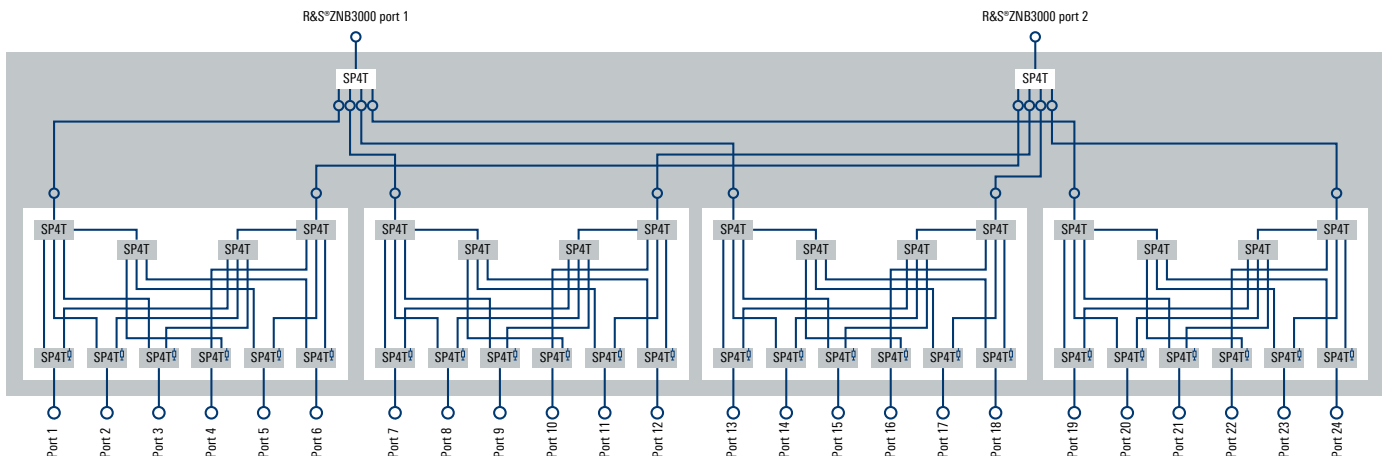 R&S®ZNB3000 port 1 R&S®ZNB3000 port 2
SP4T SP4T
SP4T SP4T SP4T SP4T SP4T SP4T SP4T SP4T
SP4T SP4T SP4T SP4T SP4T SP4T SP4T SP4T
SP4T SP4T SP4T SP4T SP4T SP4T SP4T SP4T SP4T SP4T SP4T SP4T SP4T SP4T SP4T SP4T SP4T SP4T SP4T SP4T SP4T SP4T SP4T SP4T
Port 1
Port 2
Port 3
Port 4
Port 5
Port 6
Port 7
Port 8
Port 9
Port 10
Port 11
Port 12
Port 13
Port 14
Port 15
Port 16
Port 17
Port 18
Port 19
Port 20
Port 21
Port 22
Port 23
Port 24